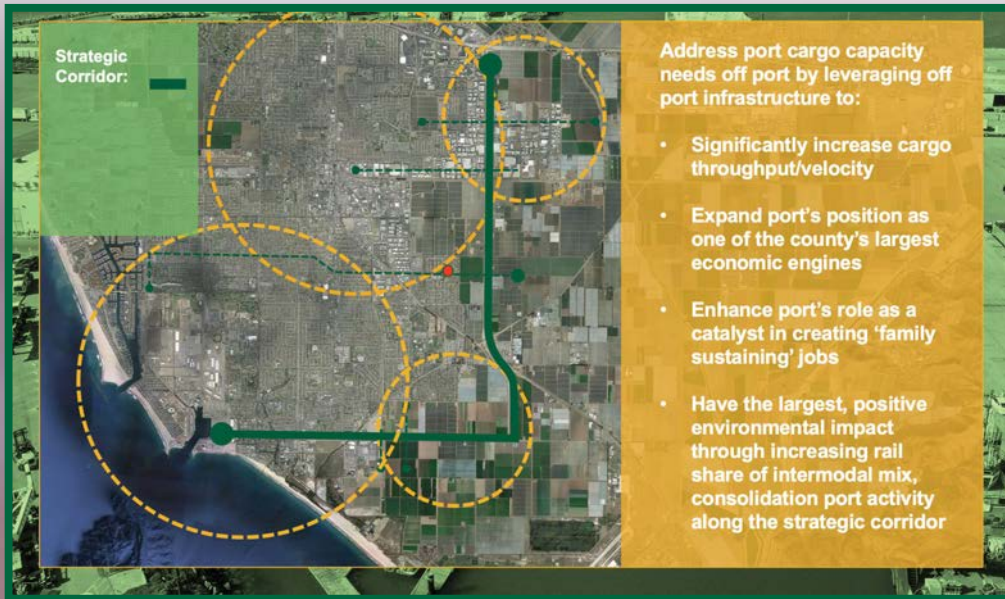 Strategic
Corridor:
Address port cargo capacity
needs off port by leveraging off
port infrastructure to:
• Significantly increase cargo
throughput/velocity
• Expand port's position as
one of the county's largest
economic engines
• Enhance port's role as a
catalyst in creating 'family
sustaining' jobs
• Have the largest, positive
environmental impact
through increasing rail
share of intermodal mix,
consolidation port activity
along the strategic corridor